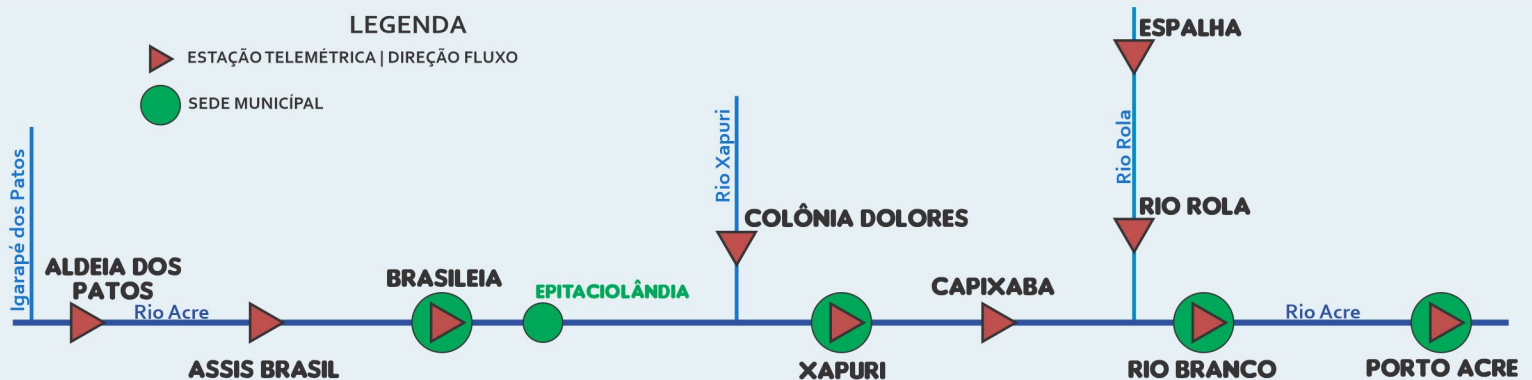 LEGENDA
ESTAÇÃO TELEMÉTRICA | DIREÇÃO FLUXO
SEDE MUNICÍPAL
Igarapé dos Patos
ALDEIA DOS
PATOS
Rio Acre
ASSIS BRASIL
BRASILEIA
EPITACIOLÂNDIA
Rio Xapuri
COLÔNIA DOLORES
XAPURI
CAPIXABA
ESPALHA
Rio Rola
RIO ROLA
RIO BRANCO
Rio Acre
PORTO ACRE